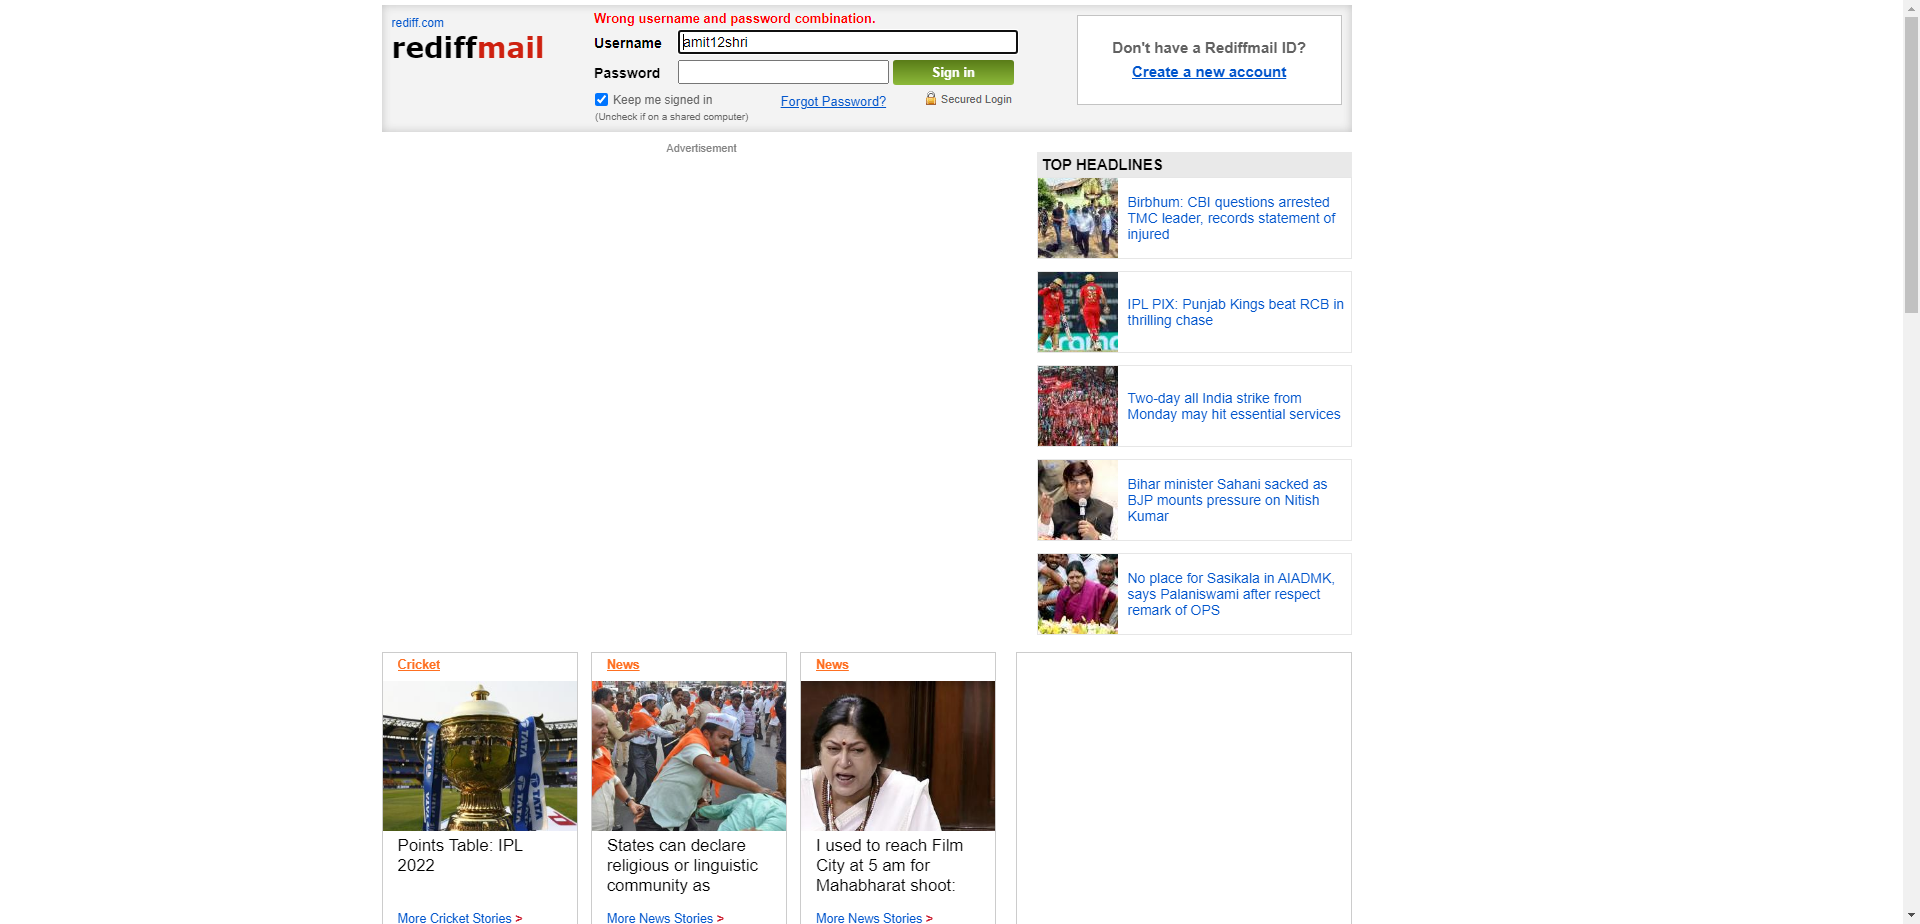 rediff.com
rediffmail
Wrong username and password combination.
Username
amit12shri
Password
Sign in
Keep me signed in
(Uncheck if on a shared computer)
Forgot Password?
Secured Login
Don't have a Rediffmail ID?
Create a new account
Advertisement
TOP HEADLINES
Birbhum: CBI questions arrested
TMC leader, records statement of
injured
IPL PIX: Punjab Kings beat RCB in
thrilling chase
Two-day all India strike from
Monday may hit essential services
Bihar minister Sahani sacked as
BJP mounts pressure on Nitish
Kumar
No place for Sasikala in AIADMK,
says Palaniswami after respect
remark of OPS
Cricket
TATA
TATA
TATA
Points Table: IPL
2022
More Cricket Stories >
News
States can declare
religious or linguistic
community as
More News Stories >
News
I used to reach Film
City at 5 am for
Mahabharat shoot:
More News Stories >